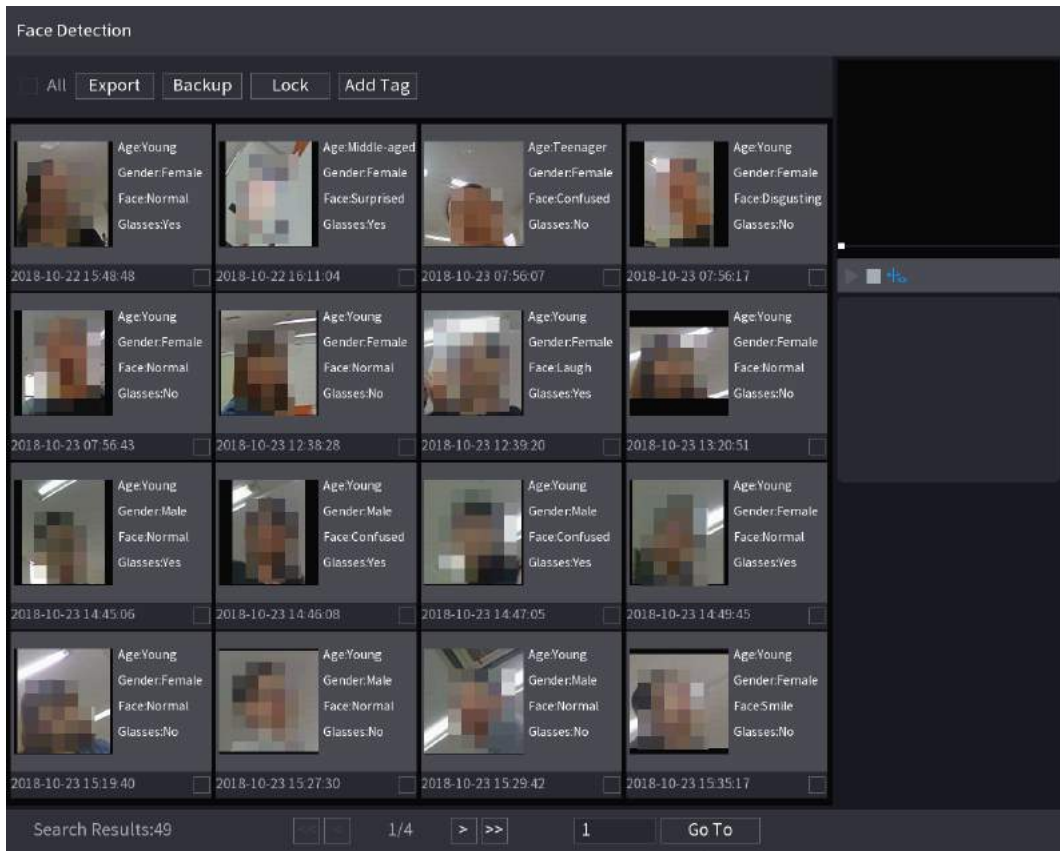 Face Detection
All Export Backup Lock Add Tag
Age:Young
Gender:Female
Face:Normal
Glasses:Yes
2018-10-22 15:48:48
Age:Middle-aged
Gender:Female
Face:Surprised
Glasses:Yes
2018-10-22 16:11:04
Age:Teenager
Gender:Female
Face:Confused
Glasses:No
2018-10-23 07:56:07
Age:Young
Gender:Female
Face:Disgusting
Glasses:No
2018-10-23 07:56:17
Age:Young
Gender:Female
Face:Normal
Glasses:No
2018-10-23 07:56:43
Age:Young
Gender:Female
Face:Normal
Glasses:No
2018-10-23 12:38:28
Age:Young
Gender:Female
Face:Laugh
Glasses:Yes
2018-10-23 12:39:20
Age:Young
Gender:Female
Face:Normal
Glasses:No
2018-10-23 13:20:51
Age:Young
Gender:Male
Face:Normal
Glasses:Yes
2018-10-23 14:45:06
Age:Young
Gender:Male
Face:Confused
Glasses:Yes
2018-10-23 14:46:08
Age:Young
Gender:Male
Face:Confused
Glasses:Yes
2018-10-23 14:47:05
Age:Young
Gender:Female
Face:Normal
Glasses:Yes
2018-10-23 14:49:45
Age:Young
Gender:Female
Face:Normal
Glasses:No
2018-10-23 15:19:40
Age:Young
Gender:Male
Face:Normal
Glasses:No
2018-10-23 15:27:30
Age:Young
Gender:Male
Face:Normal
Glasses:No
2018-10-23 15:29:42
Age:Young
Gender:Female
Face:Smile
Glasses:No
2018-10-23 15:35:17
Search Results:49 << < 1/4 > >> 1 Go To